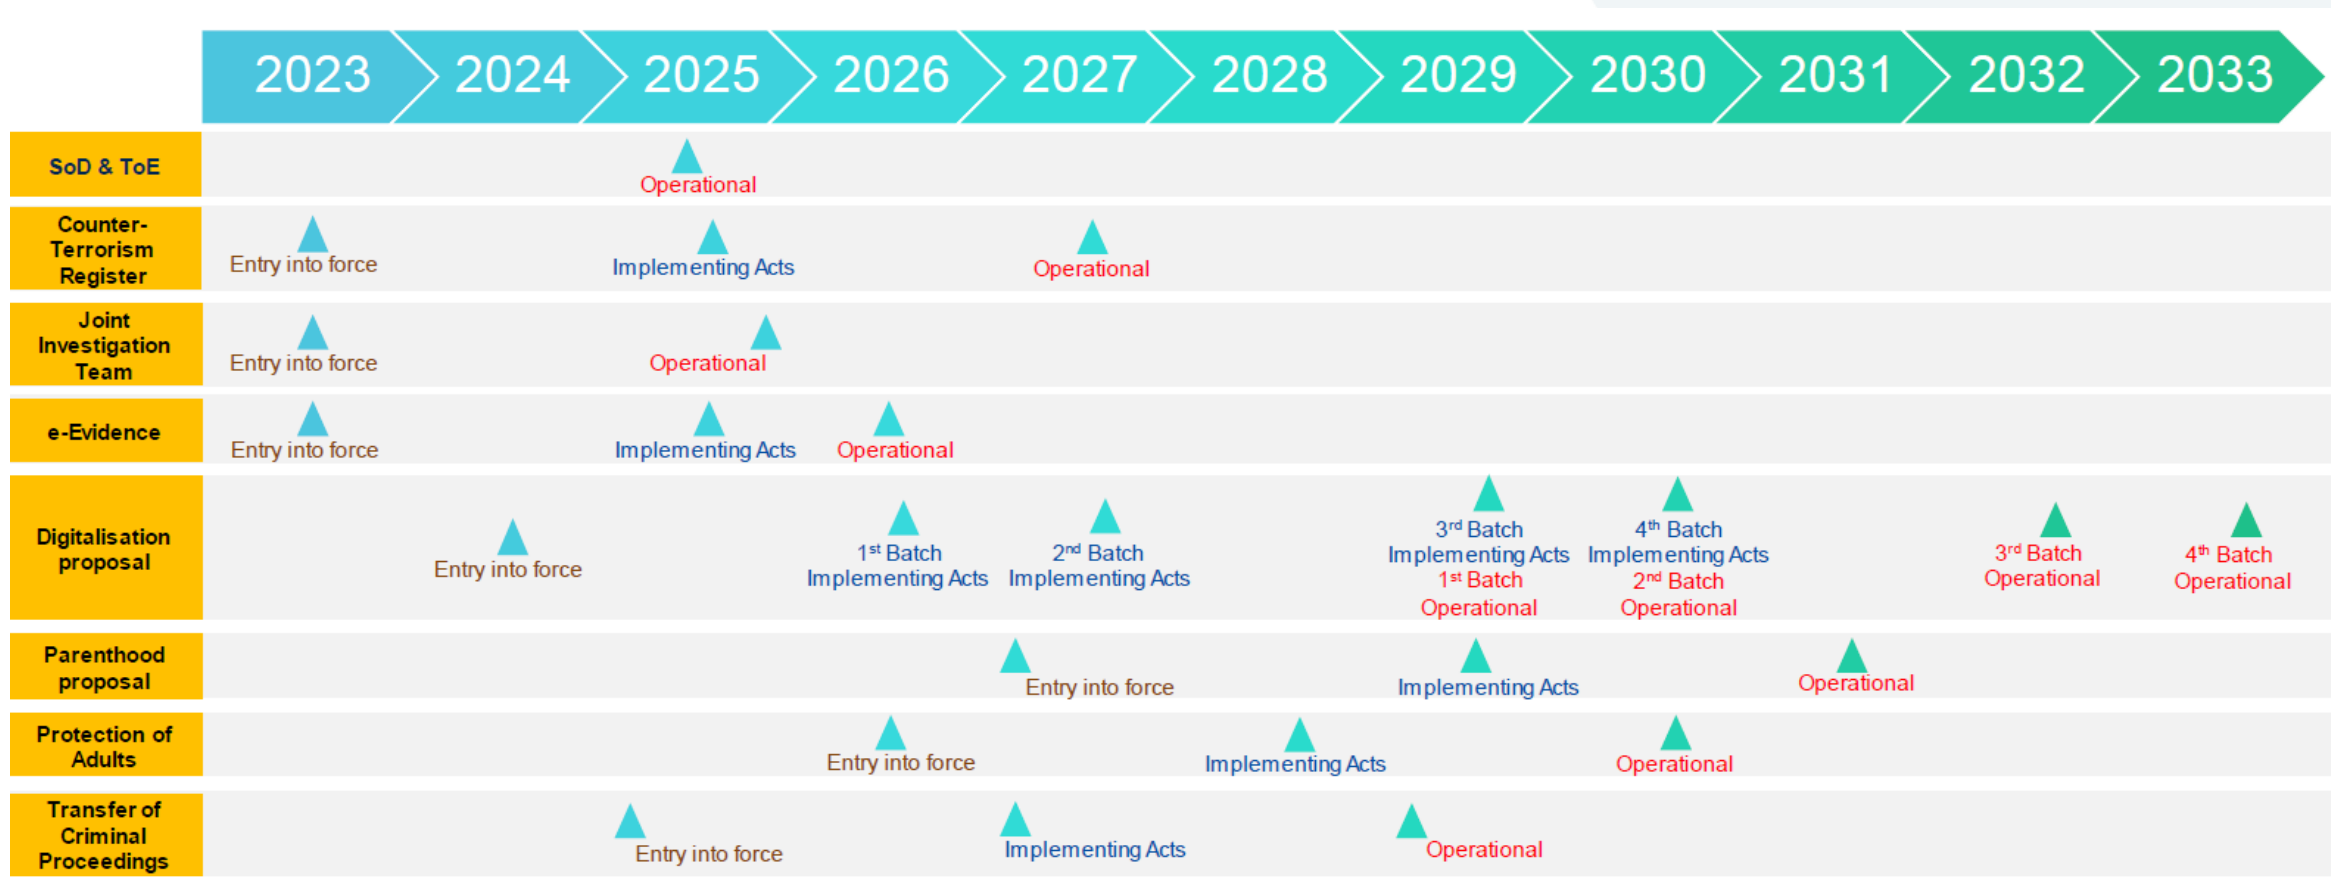 2023 2024 2025 2026 2027 2028 2029 2030 2031 2032 2033
SoD & ToE
Operational
Counter-
Terrorism
Register
Entry into force
Implementing Acts
Operational
Joint
Investigation
Team
Entry into force
Operational
e-Evidence
Entry into force
Implementing Acts
Operational
Digitalisation
proposal
Entry into force
1st Batch
Implementing Acts
2nd Batch
Implementing Acts
3rd Batch
Implementing Acts
1st Batch
Operational
4th Batch
Implementing Acts
2nd Batch
Operational
3rd Batch
Operational
4th Batch
Operational
Parenthood
proposal
Entry into force
Implementing Acts
Operational
Protection of
Adults
Entry into force
Implementing Acts
Operational
Transfer of
Criminal
Proceedings
Entry into force
Implementing Acts
Operational